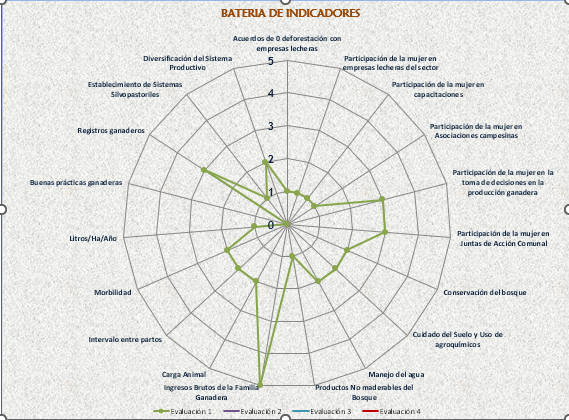 BATERIA DE INDICADORES
Acuerdos de 0 deforestación con
empresas lecheras
Participación de la mujer en
empresas lecheras del sector
Participación de la mujer en
capacitaciones
Participación de la mujer en
Asociaciones campesinas
Participación de la mujer en la
toma de decisiones en la
producción ganadera
Participación de la mujer en
Juntas de Acción Comunal
Conservación del bosque
Cuidado del Suelo y Uso de
agroquímicos
Manejo del agua
Productos No maderables del
Bosque
Ingresos Brutos de la Familia
Ganadera
Carga Animal
Intervalo entre partos
Morbilidad
Litros/Ha/Año
Buenas prácticas ganaderas
Registros ganaderos
Establecimiento de Sistemas
Silvopastoriles
Diversificación del Sistema
Productivo
5
4
3
2
1
0
Evaluación 1
Evaluación 2
Evaluación 3
Evaluación 4